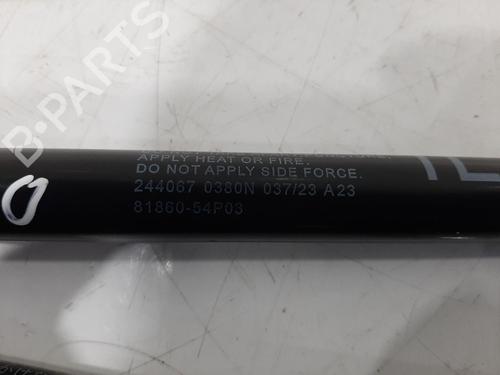 APPLY HEAT OR FIRE.
DO NOT APPLY SIDE FORCE.
244067 0380N 037/23 A23
81860-54P03
B-PARTS